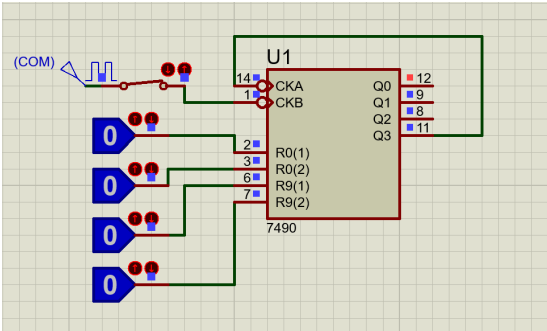 (COM)
U1
14 CKA Q0 12
1 CKB Q1 9
Q2 8
Q3 11
0
2 R0(1)
3 R0(2)
0
6 R9(1)
7 R9(2)
0
7490
0